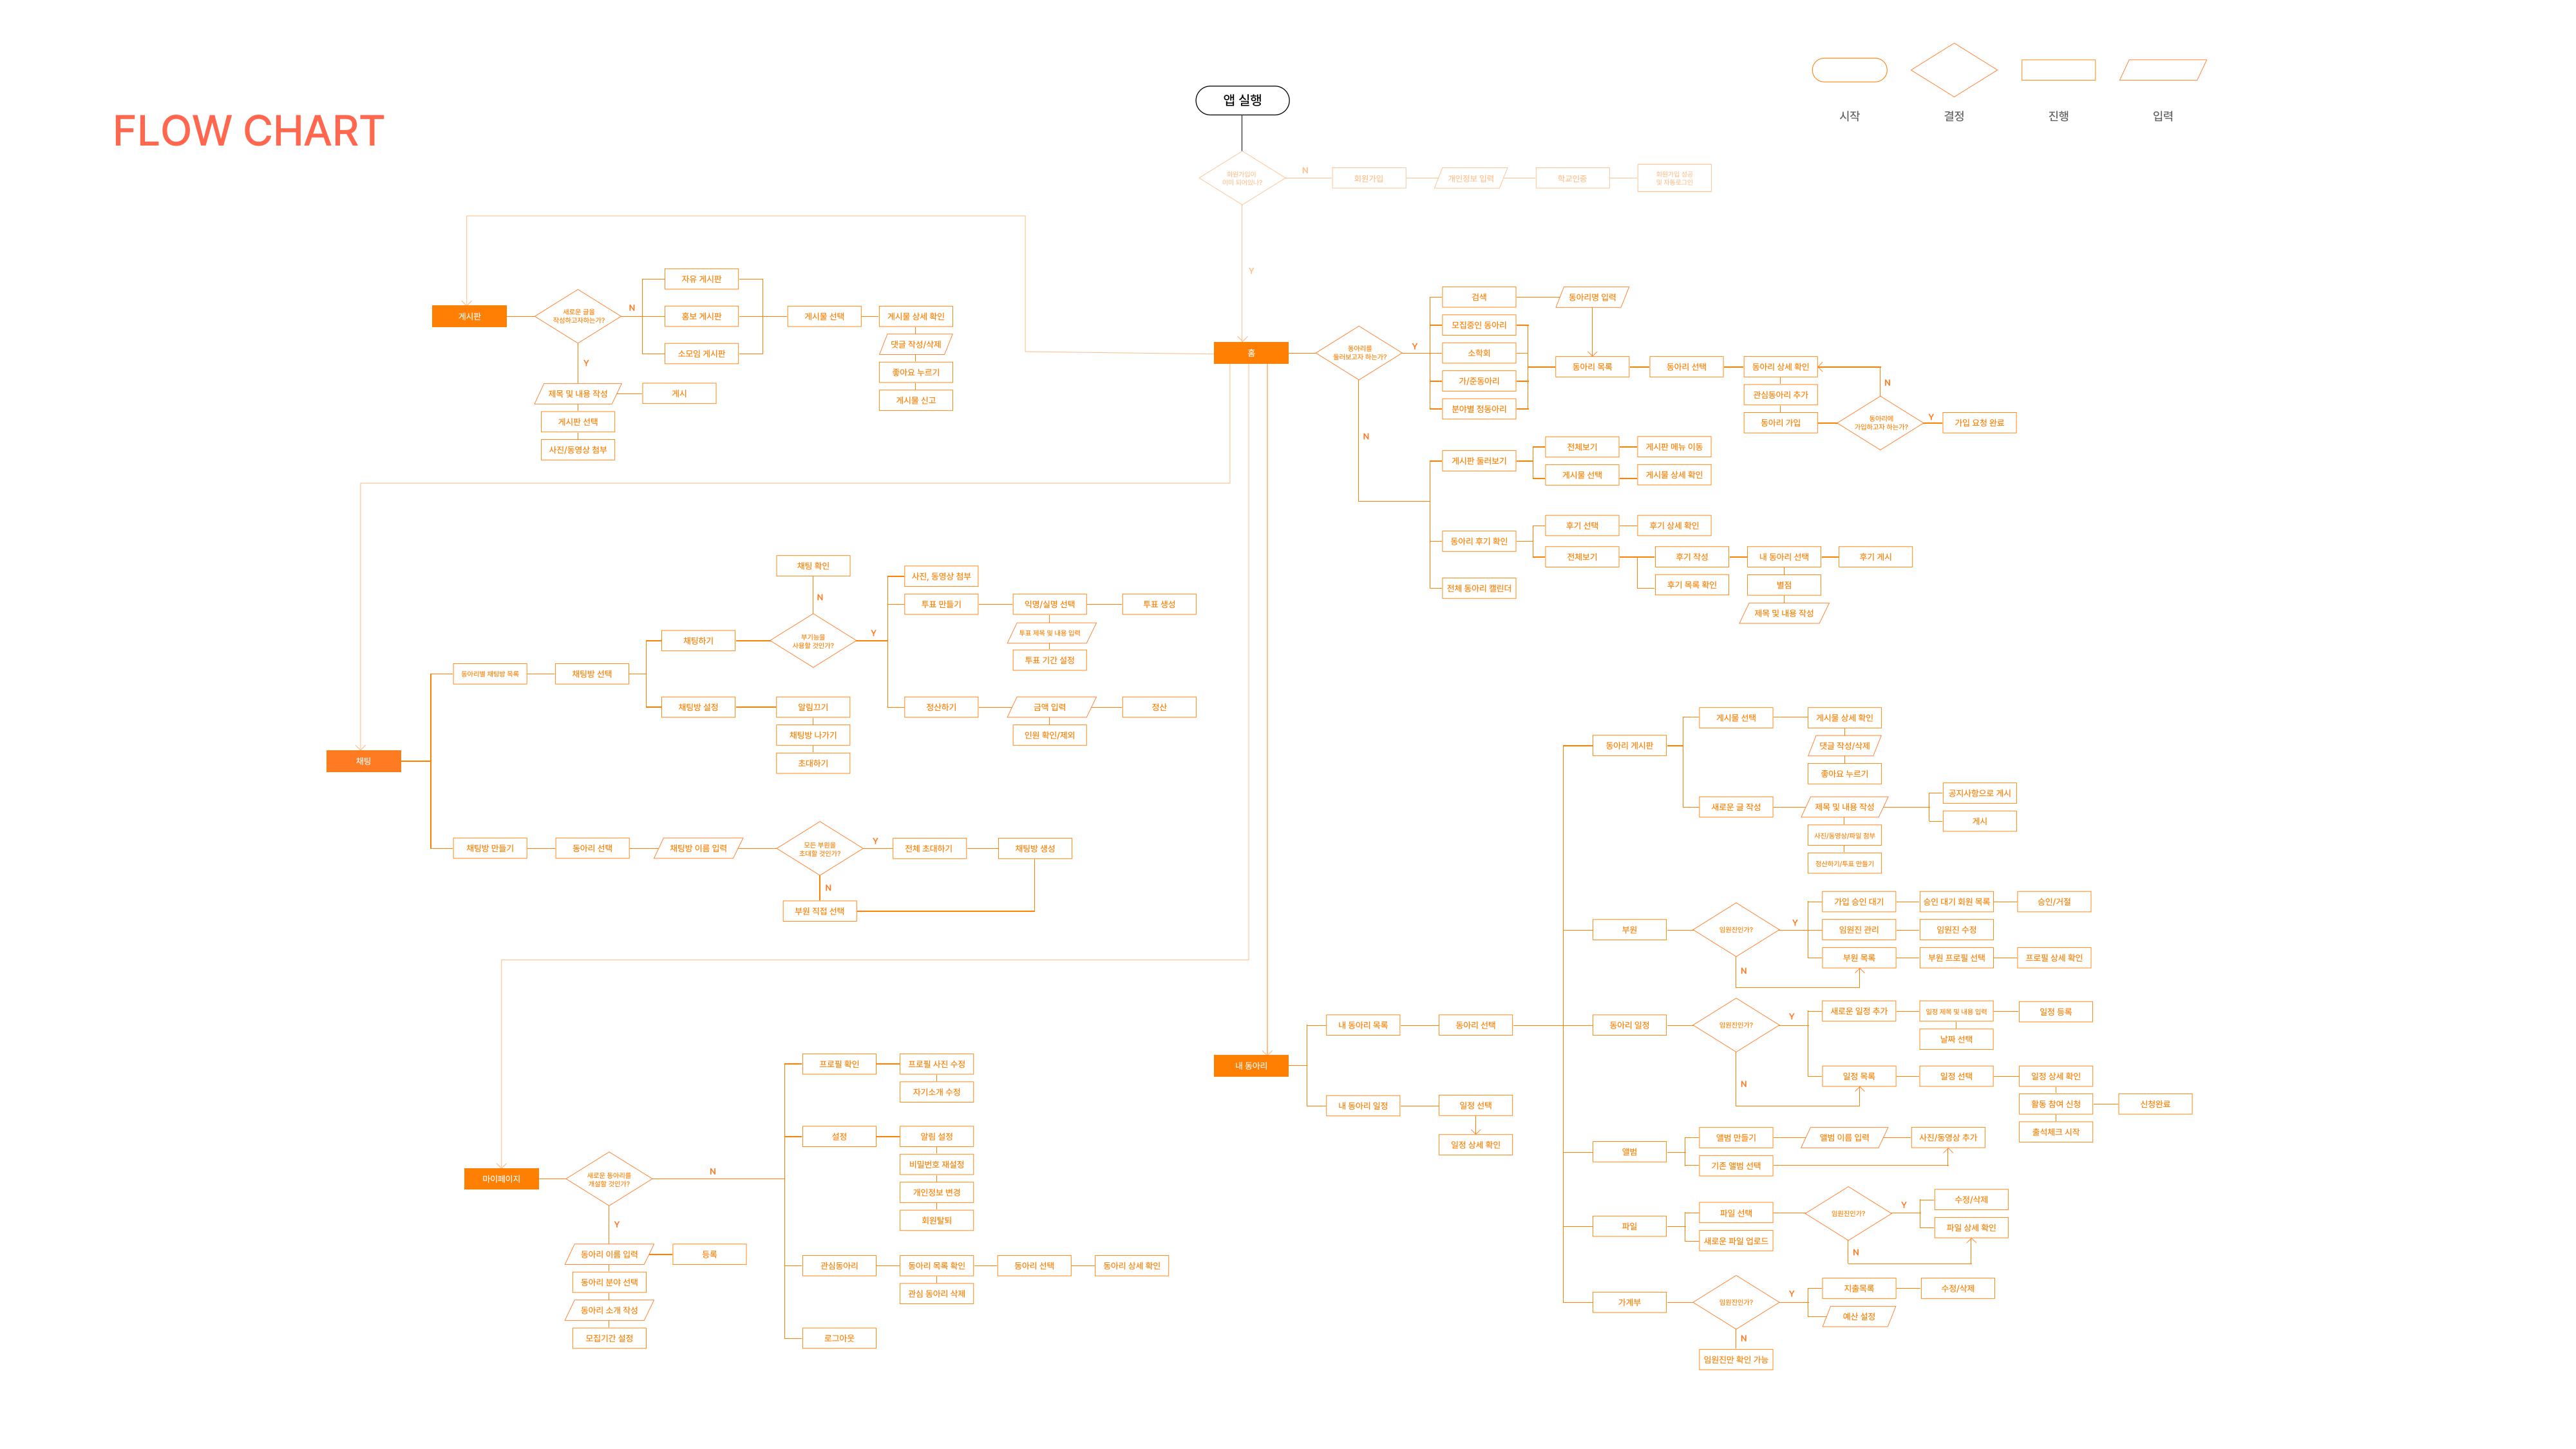 FLOW CHART
시작
결정
진행
입력
앱 실행
회원가입이
이미 되어있나?
N
회원가입
개인정보 입력
학교인증
회원가입 성공
및 자동로그인
Y
게시판
새로운 글을
작성하고자하는가?
N
자유 게시판
홍보 게시판
소모임 게시판
게시물 선택
게시물 상세 확인
댓글 작성/삭제
좋아요 누르기
게시물 신고
Y
제목 및 내용 작성
게시
게시판 선택
사진/동영상 첨부
홈
동아리를
둘러보고자 하는가?
Y
검색
동아리명 입력
모집중인 동아리
소학회
가/준동아리
분야별 정동아리
동아리 목록
동아리 선택
동아리 상세 확인
관심동아리 추가
동아리 가입
N
동아리에
가입하고자 하는가?
Y
가입 요청 완료
N
게시판 둘러보기
전체보기
게시판 메뉴 이동
게시물 선택
게시물 상세 확인
동아리 후기 확인
후기 선택
후기 상세 확인
전체보기
후기 작성
내 동아리 선택
후기 게시
후기 목록 확인
별점
제목 및 내용 작성
전체 동아리 캘린더
채팅
동아리별 채팅방 목록
채팅방 선택
채팅하기
부기능을
사용할 것인가?
N
채팅 확인
Y
사진, 동영상 첨부
투표 만들기
익명/실명 선택
투표 생성
투표 제목 및 내용 입력
투표 기간 설정
정산하기
금액 입력
정산
인원 확인/제외
채팅방 설정
알림끄기
채팅방 나가기
초대하기
채팅방 만들기
동아리 선택
채팅방 이름 입력
모든 부원을
초대할 것인가?
Y
전체 초대하기
채팅방 생성
N
부원 직접 선택
마이페이지
새로운 동아리를
개설할 것인가?
N
프로필 확인
프로필 사진 수정
자기소개 수정
설정
알림 설정
비밀번호 재설정
개인정보 변경
회원탈퇴
관심동아리
동아리 목록 확인
동아리 선택
동아리 상세 확인
관심 동아리 삭제
로그아웃
Y
동아리 이름 입력
등록
동아리 분야 선택
동아리 소개 작성
모집기간 설정
내 동아리
내 동아리 목록
동아리 선택
내 동아리 일정
일정 선택
일정 상세 확인
동아리 게시판
게시물 선택
게시물 상세 확인
댓글 작성/삭제
좋아요 누르기
새로운 글 작성
제목 및 내용 작성
공지사항으로 게시
게시
사진/동영상/파일 첨부
정산하기/투표 만들기
부원
임원진인가?
Y
가입 승인 대기
승인 대기 회원 목록
승인/거절
임원진 관리
임원진 수정
부원 목록
부원 프로필 선택
프로필 상세 확인
N
동아리 일정
임원진인가?
Y
새로운 일정 추가
일정 제목 및 내용 입력
일정 등록
날짜 선택
N
일정 목록
일정 선택
일정 상세 확인
활동 참여 신청
신청완료
출석체크 시작
앨범
앨범 만들기
앨범 이름 입력
사진/동영상 추가
기존 앨범 선택
파일
파일 선택
새로운 파일 업로드
임원진인가?
Y
수정/삭제
파일 상세 확인
N
가계부
임원진인가?
Y
지출목록
수정/삭제
예산 설정
N
임원진만 확인 가능